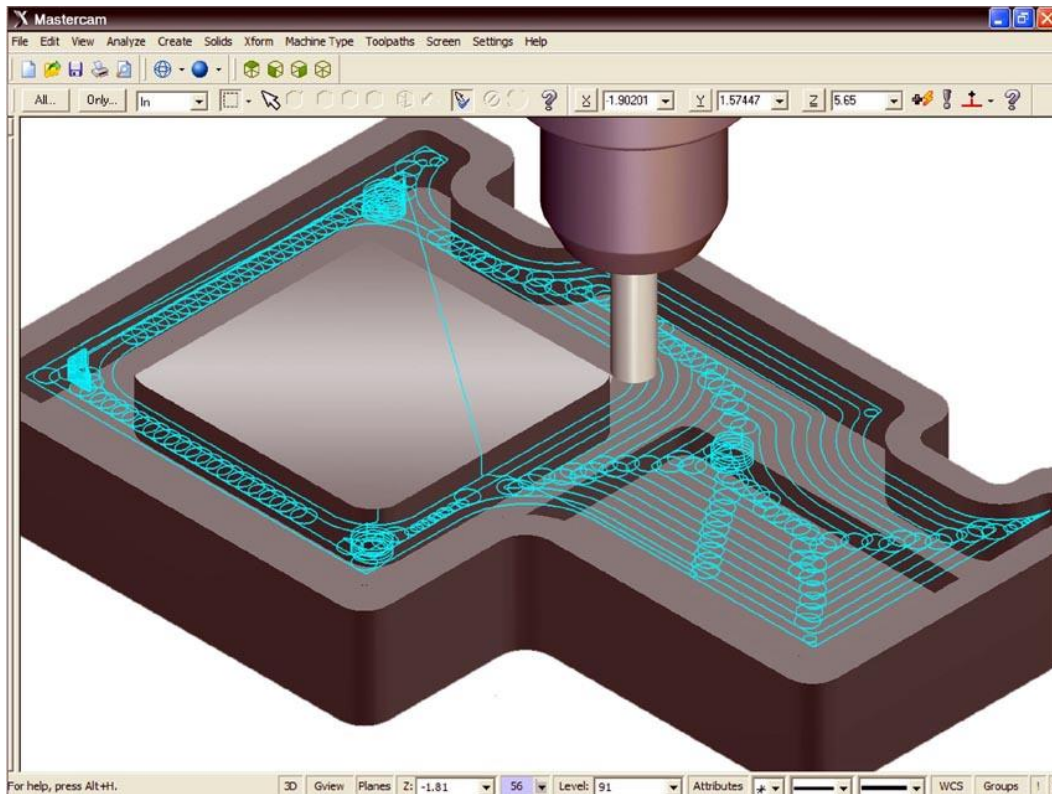 Mastercam
File Edit View Analyze Create Solids Xform Machine Type Toolpaths Screen Settings Help
All... Only... In X -1.90201 Y 1.57447 Z 5.65
For help, press Alt+H. 3D Gview Planes Z: -1.81 56 Level: 91 Attributes WCS Groups !